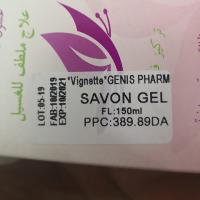 علاج ملطف للغسيل
تركيز
LOT:05-19
FAB:10/2019
EXP:10/2021
"Vignette"GENIS PHARM
SAVON GEL
FL:150ml
PPC:389.89DA